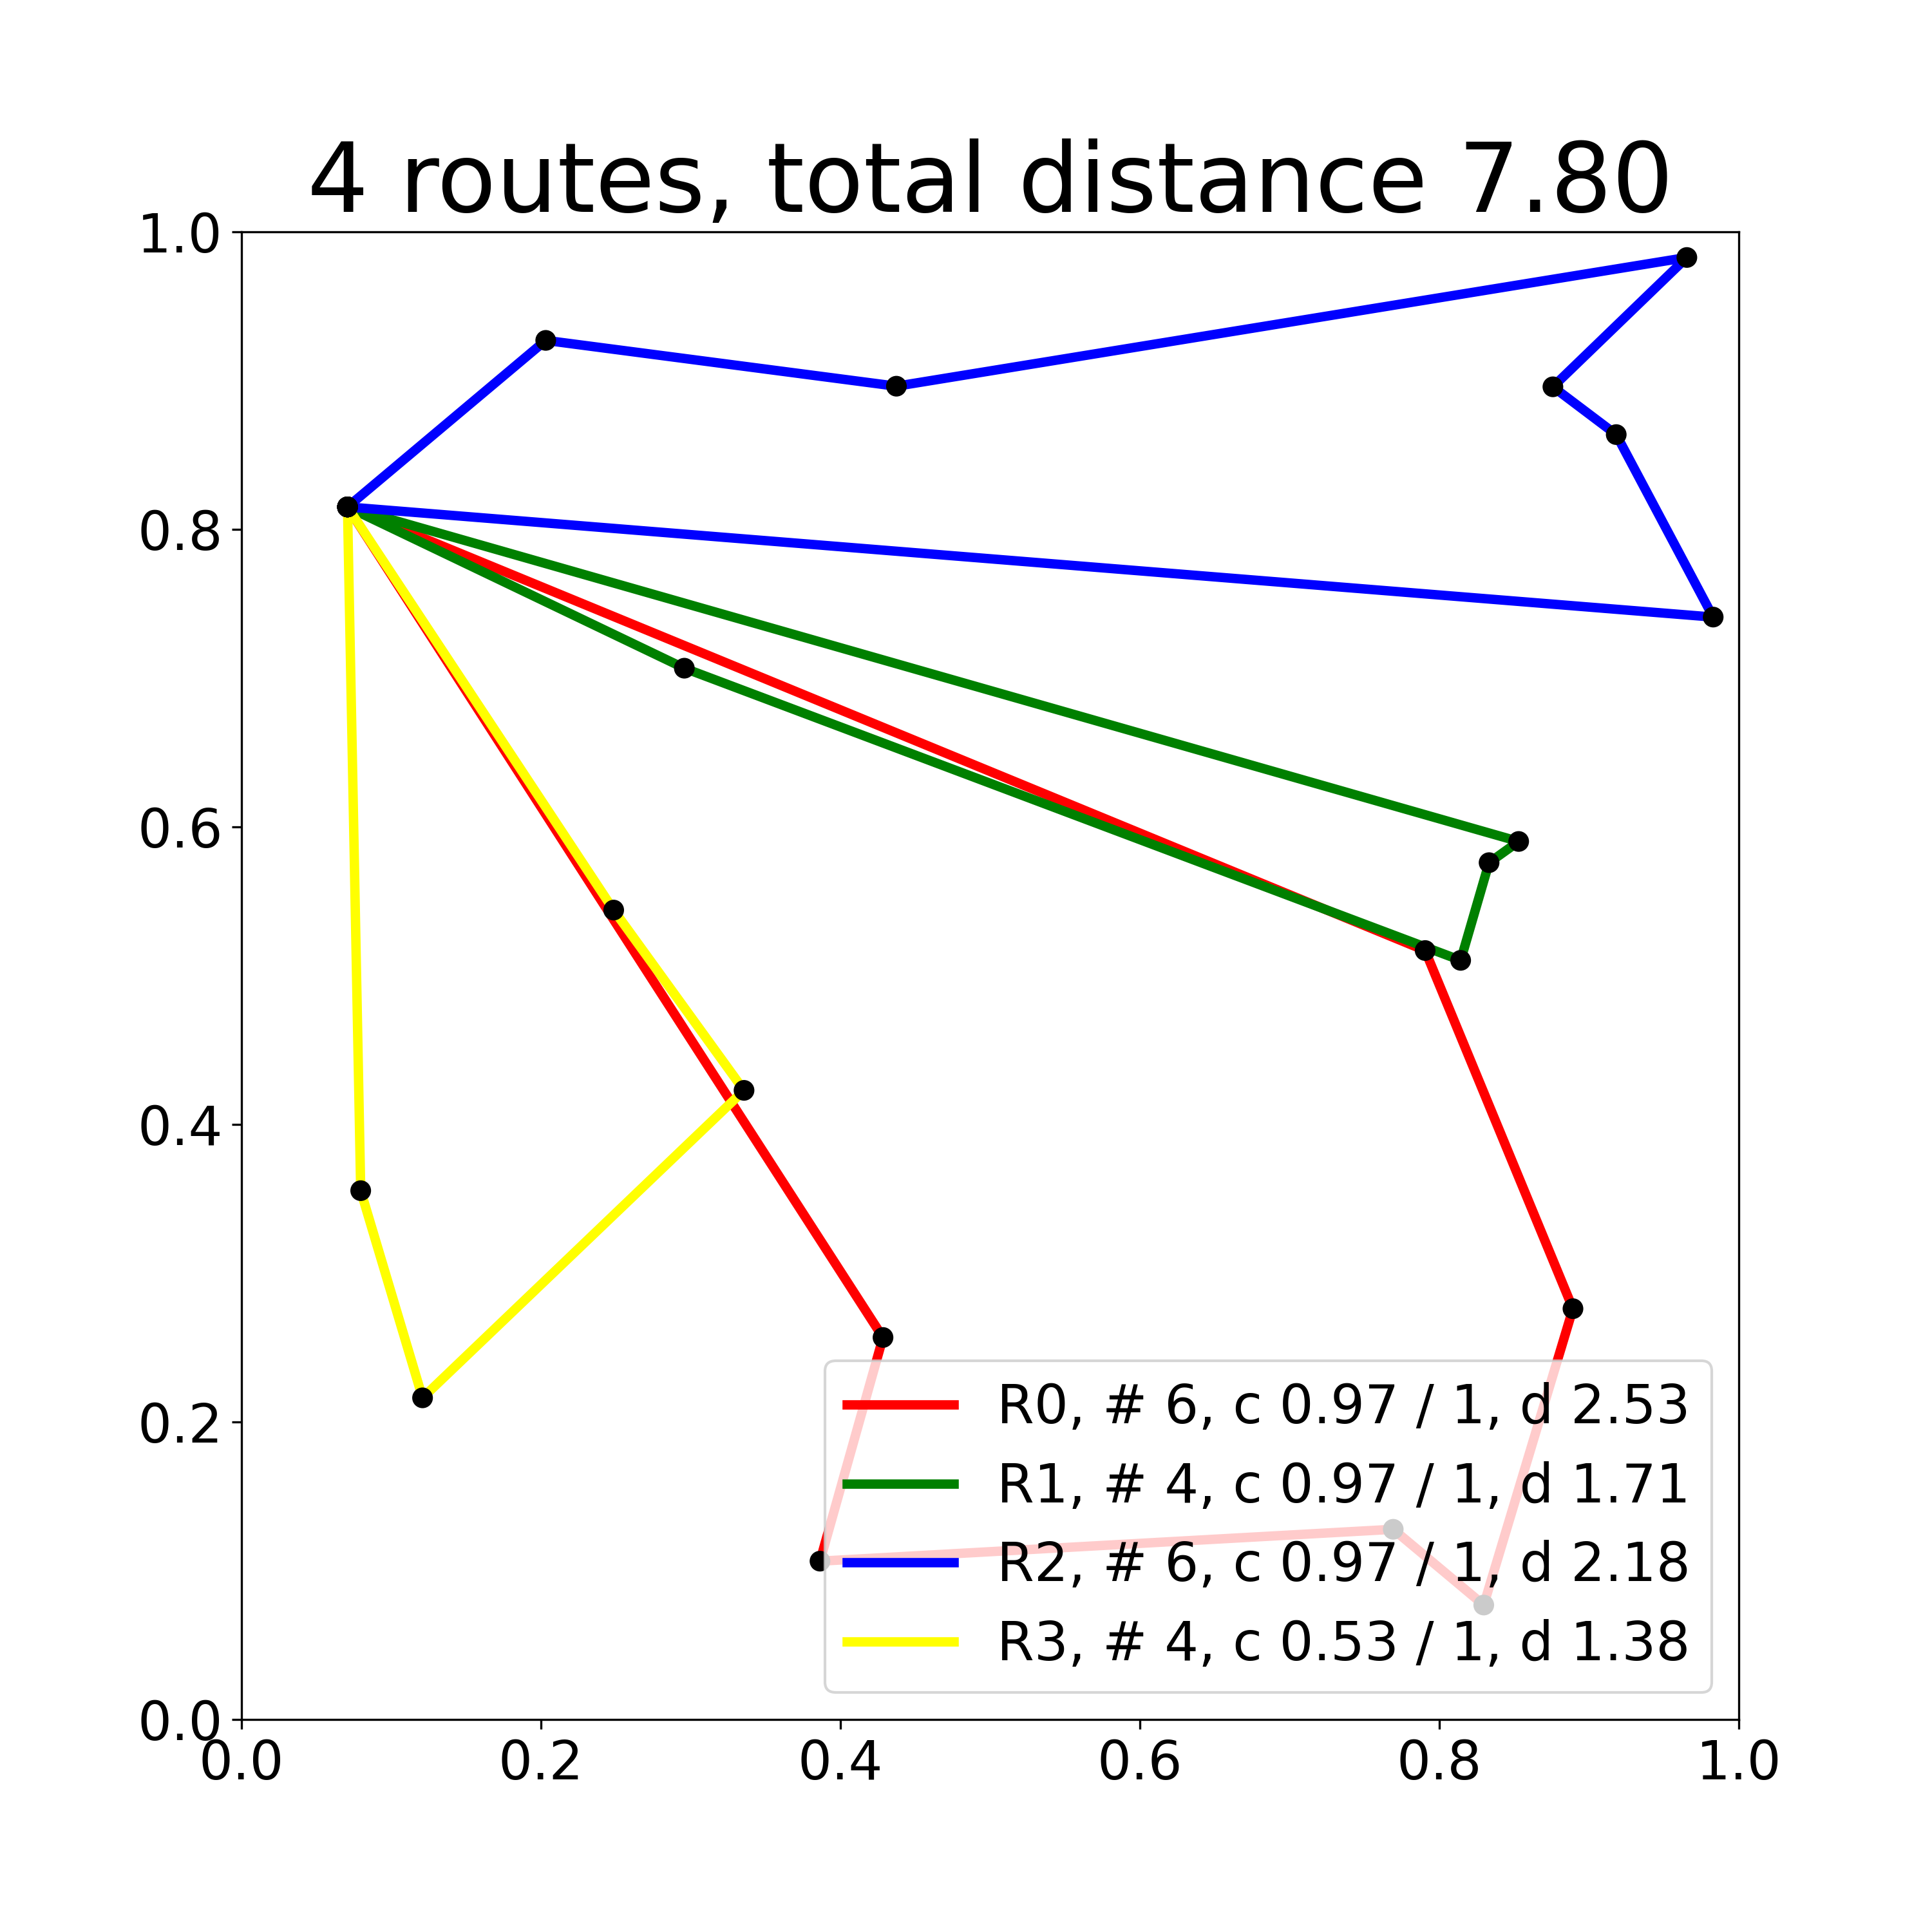 4 routes, total distance 7.80
1.0
0.8
0.6
0.4
0.2
0.0
0.0 0.2 0.4 0.6 0.8 1.0
R0, # 6, c 0.97 / 1, d 2.53
R1, # 4, c 0.97 / 1, d 1.71
R2, # 6, c 0.97 / 1, d 2.18
R3, # 4, c 0.53 / 1, d 1.38